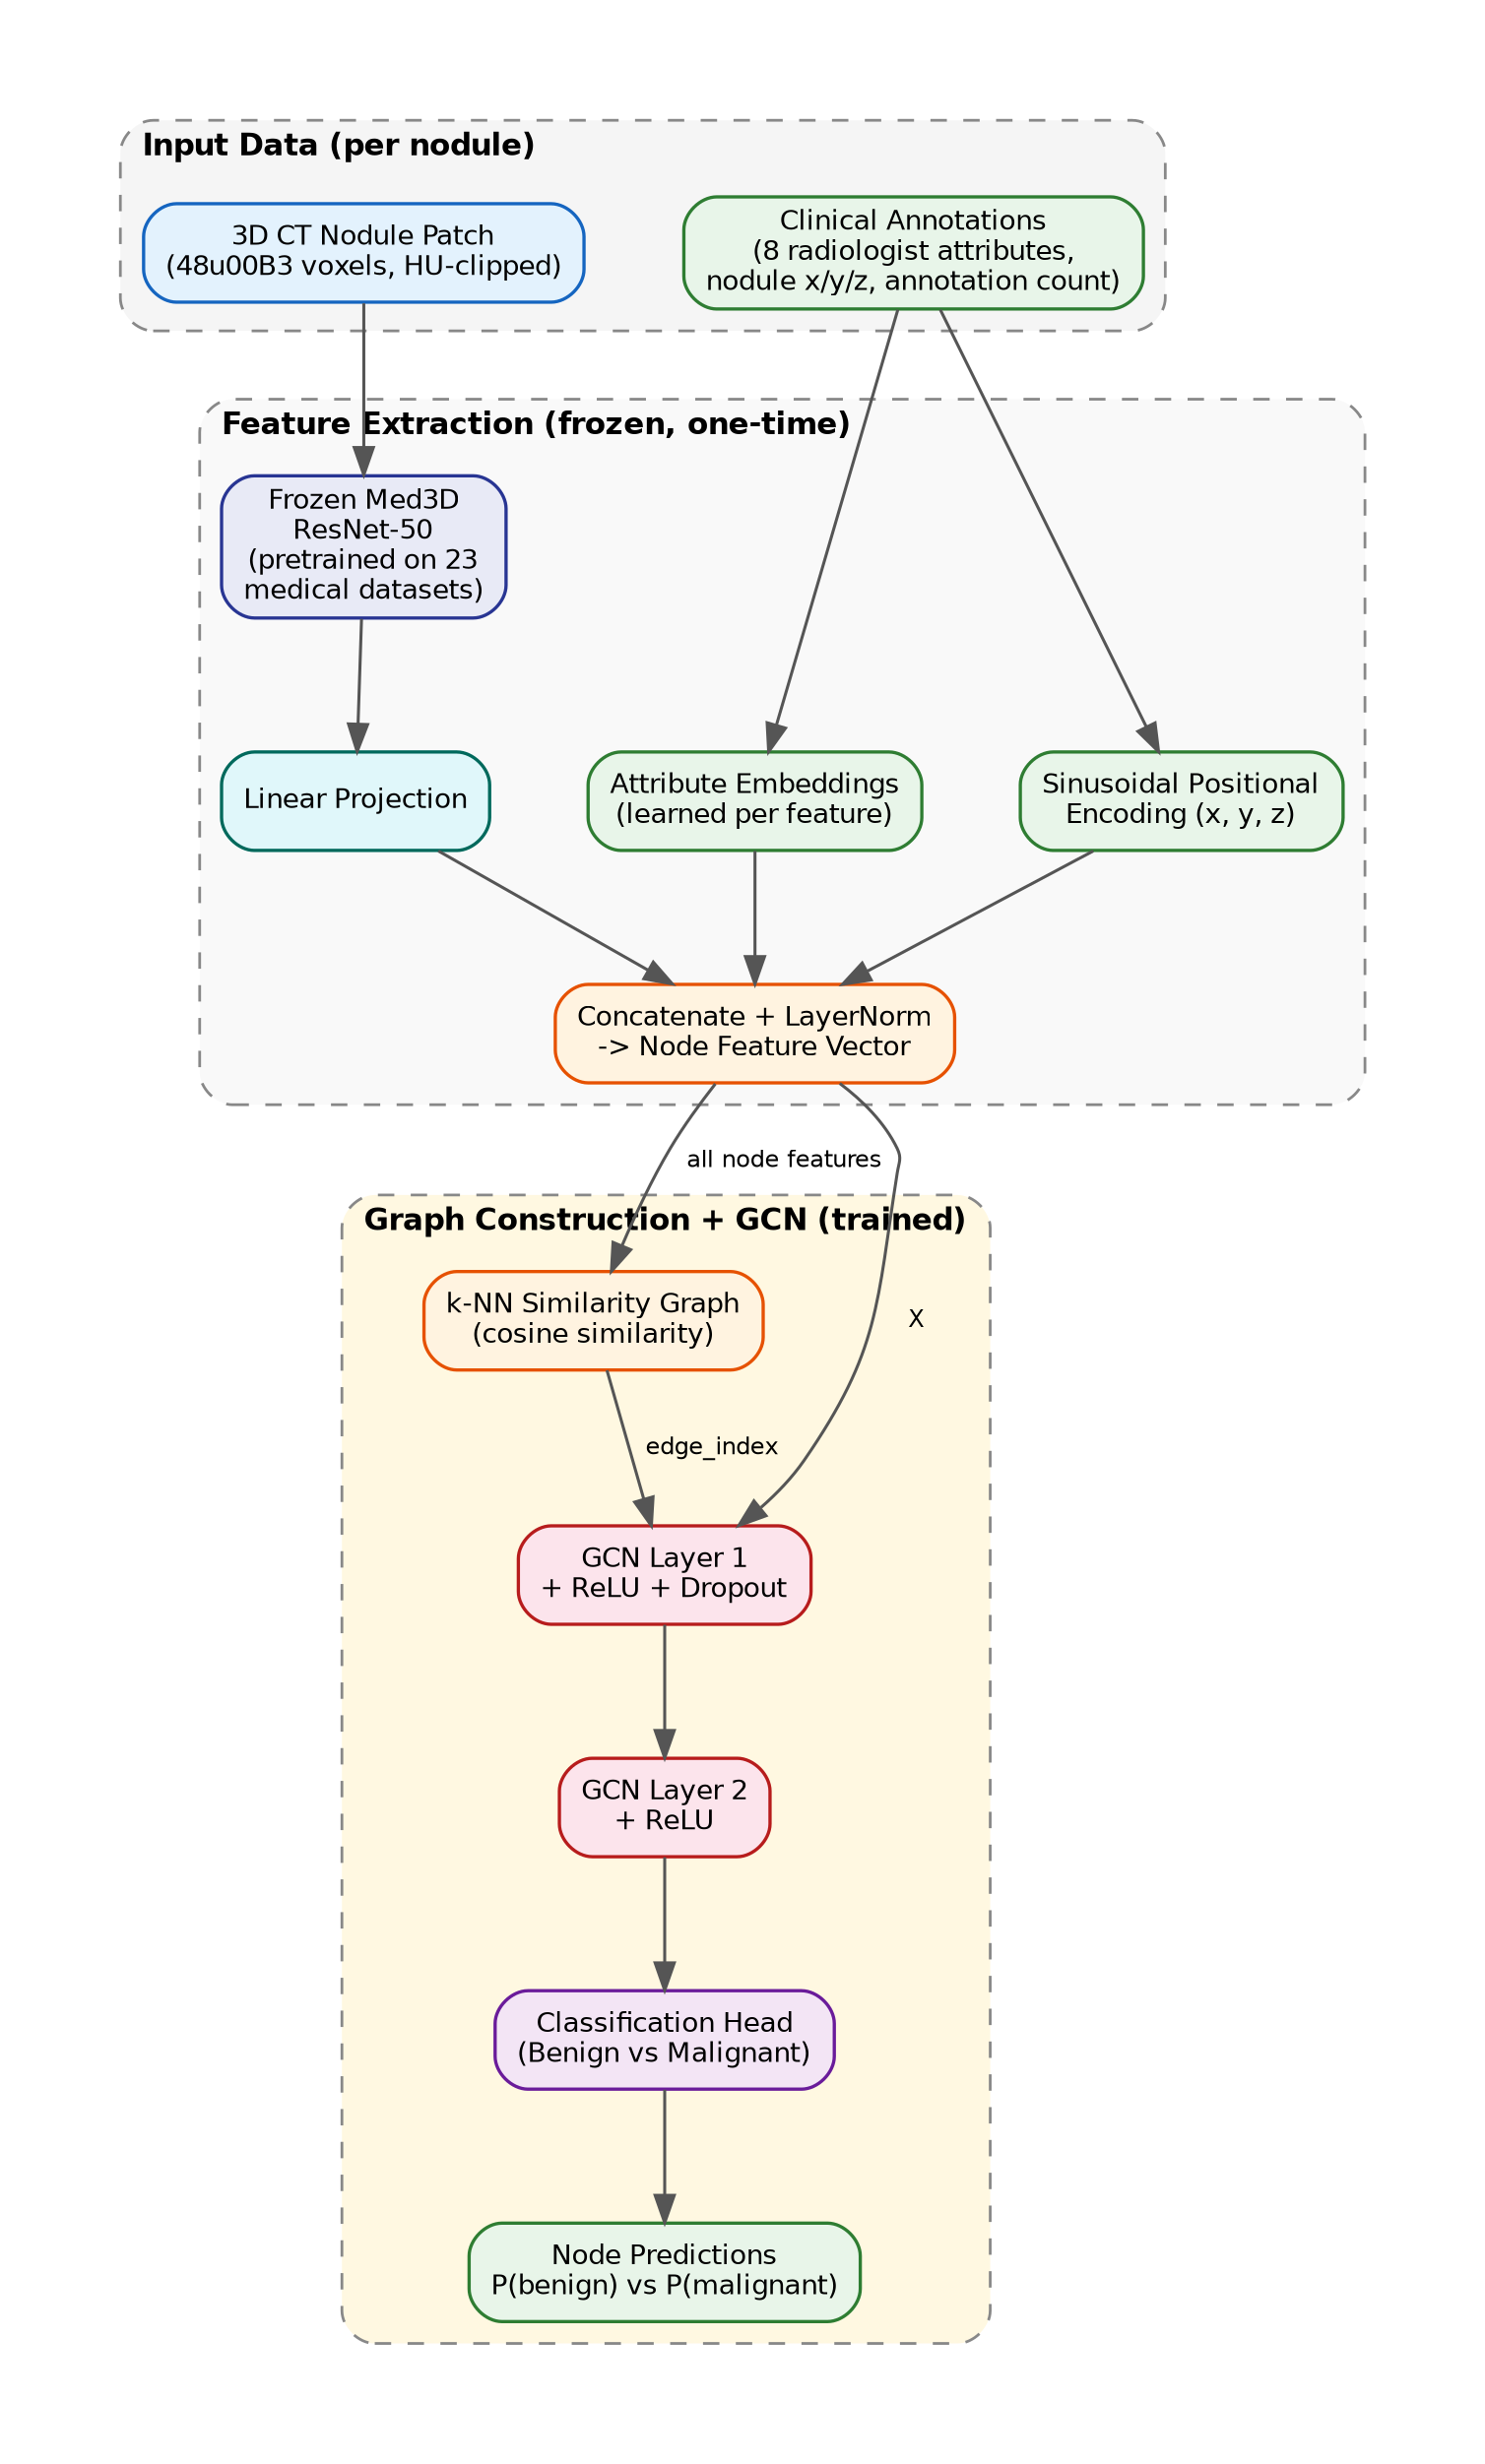 Input Data (per nodule)
3D CT Nodule Patch
(48u00B3 voxels, HU-clipped)
Clinical Annotations
(8 radiologist attributes,
nodule x/y/z, annotation count)
Feature Extraction (frozen, one-time)
Frozen Med3D
ResNet-50
(pretrained on 23
medical datasets)
Linear Projection
Attribute Embeddings
(learned per feature)
Sinusoidal Positional
Encoding (x, y, z)
Concatenate + LayerNorm
-> Node Feature Vector
all node features
Graph Construction + GCN (trained)
k-NN Similarity Graph
(cosine similarity)
X
edge_index
GCN Layer 1
+ ReLU + Dropout
GCN Layer 2
+ ReLU
Classification Head
(Benign vs Malignant)
Node Predictions
P(benign) vs P(malignant)